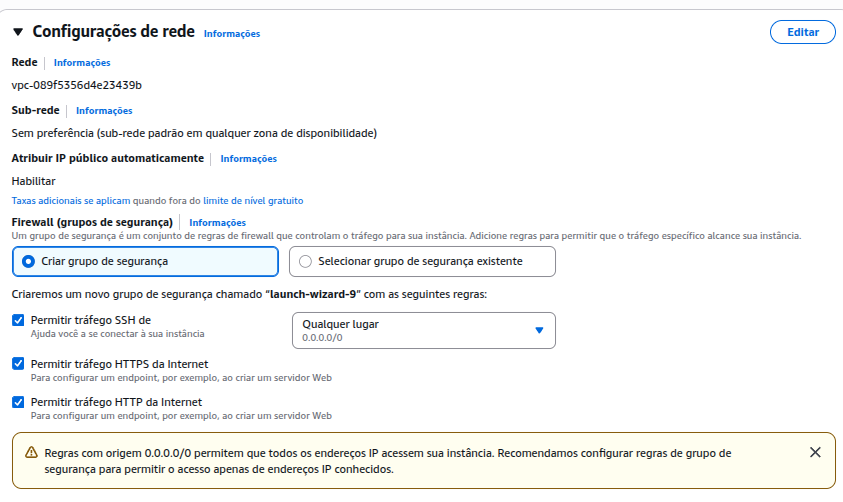 Configurações de rede Informações
Editar
Rede Informações
vpc-089f5356d4e23439b
Sub-rede Informações
Sem preferência (sub-rede padrão em qualquer zona de disponibilidade)
Atribuir IP público automaticamente Informações
Habilitar
Taxas adicionais se aplicam quando fora do limite de nível gratuito
Firewall (grupos de segurança) Informações
Um grupo de segurança é um conjunto de regras de firewall que controlam o tráfego para sua instância. Adicione regras para permitir que o tráfego específico alcance sua instância.
Criar grupo de segurança
Selecionar grupo de segurança existente
Criaremos um novo grupo de segurança chamado “launch-wizard-9” com as seguintes regras:
Permitir tráfego SSH de
Ajuda você a se conectar à sua instância
Qualquer lugar
0.0.0.0/0
Permitir tráfego HTTPS da Internet
Para configurar um endpoint, por exemplo, ao criar um servidor Web
Permitir tráfego HTTP da Internet
Para configurar um endpoint, por exemplo, ao criar um servidor Web
Regras com origem 0.0.0.0/0 permitem que todos os endereços IP acessem sua instância. Recomendamos configurar regras de grupo de
segurança para permitir o acesso apenas de endereços IP conhecidos.